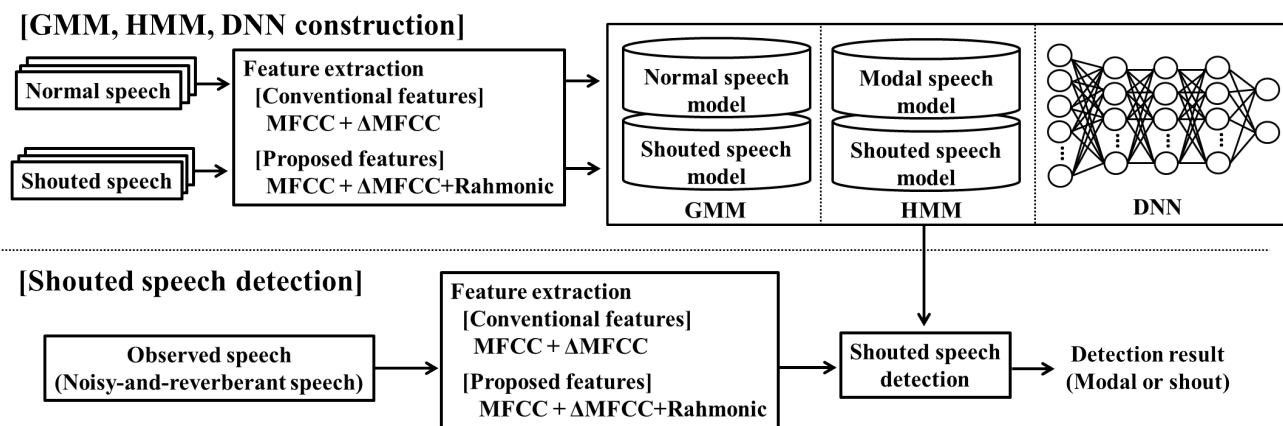 [GMM, HMM, DNN construction]
Normal speech
Shouted speech
Feature extraction
[Conventional features]
MFCC + ΔMFCC
[Proposed features]
MFCC + ΔMFCC+Rahmonic
Normal speech
model
Shouted speech
model
GMM
Modal speech
model
Shouted speech
model
HMM
DNN
[Shouted speech detection]
Observed speech
(Noisy-and-reverberant speech)
Feature extraction
[Conventional features]
MFCC + ΔMFCC
[Proposed features]
MFCC + ΔMFCC+Rahmonic
Shouted speech
detection
Detection result
(Modal or shout)